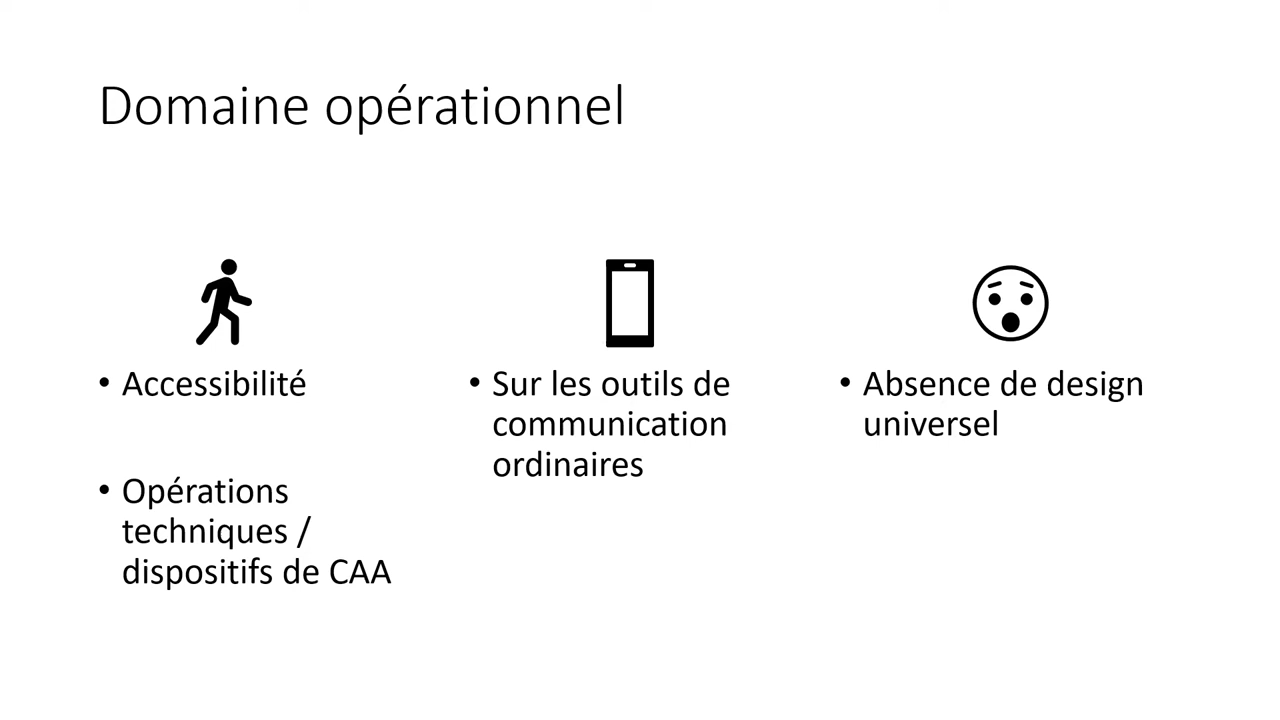 Domaine opérationnel
• Accessibilité
• Opérations
techniques /
dispositifs de CAA
• Sur les outils de
communication
ordinaires
• Absence de design
universel